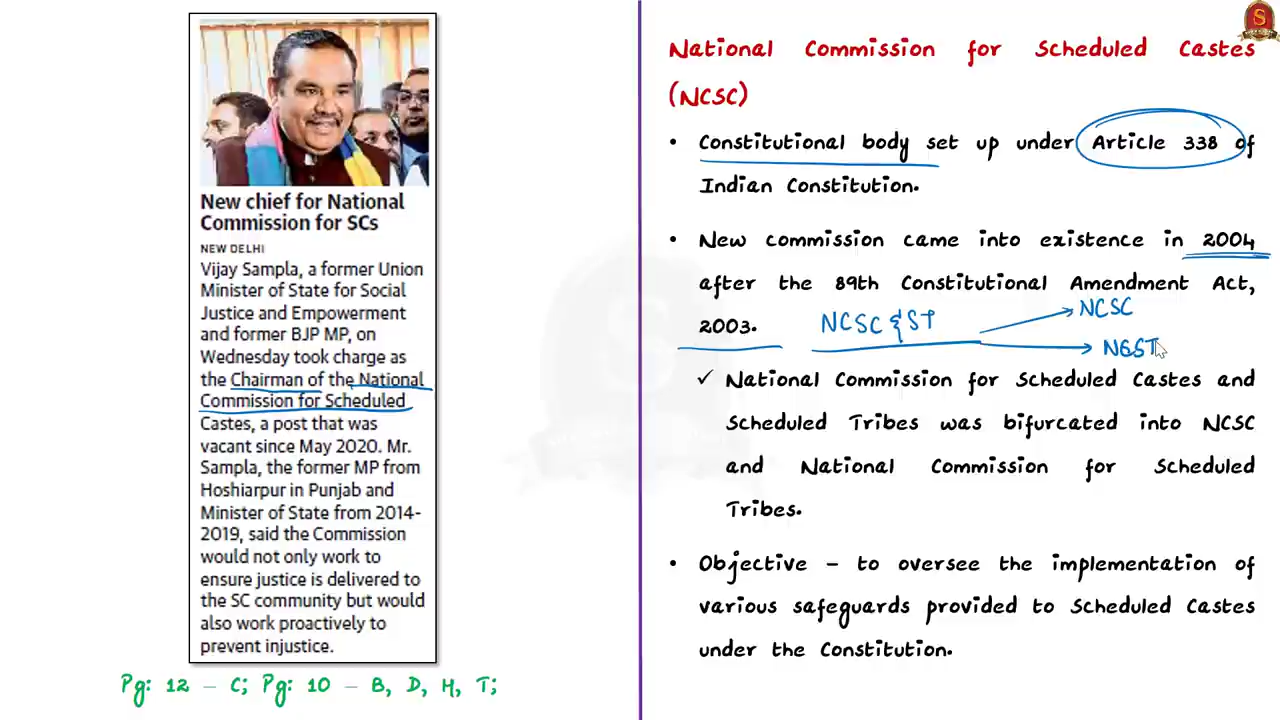 New chief for National
Commission for SCs
NEW DELHI
Vijay Sampla, a former Union
Minister of State for Social
Justice and Empowerment
and former BJP MP, on
Wednesday took charge as
the Chairman of the National
Commission for Scheduled
Castes, a post that was
vacant since May 2020. Mr.
Sampla, the former MP from
Hoshiarpur in Punjab and
Minister of State from 2014-
2019, said the Commission
would not only work to
ensure justice is delivered to
the SC community but would
also work proactively to
prevent injustice.
Pg: 12 – C; Pg: 10 – B, D, H, T;
National Commission for Scheduled Castes
(NCSC)
• Constitutional body set up under Article 338 of
Indian Constitution.
• New commission came into existence in 2004
after the 89th Constitutional Amendment Act,
2003. NCSC & ST
NCSC
NCST
✓ National Commission for Scheduled Castes and
Scheduled Tribes was bifurcated into NCSC
and National Commission for Scheduled
Tribes.
• Objective – to oversee the implementation of
various safeguards provided to Scheduled Castes
under the Constitution.